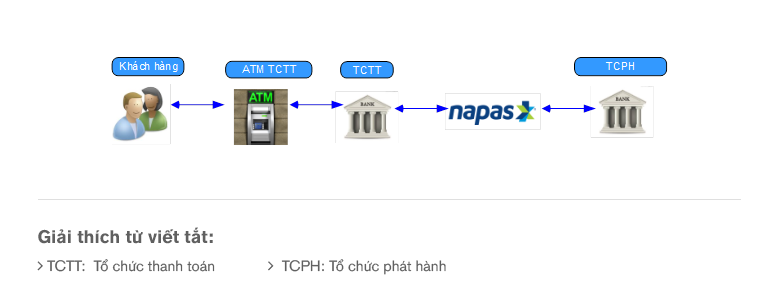 Khách hàng
ATM TCTT
TCTT
TCPH
ATM
BANK
napas
BANK
Giải thích từ viết tắt:
TCTT: Tổ chức thanh toán
TCPH: Tổ chức phát hành